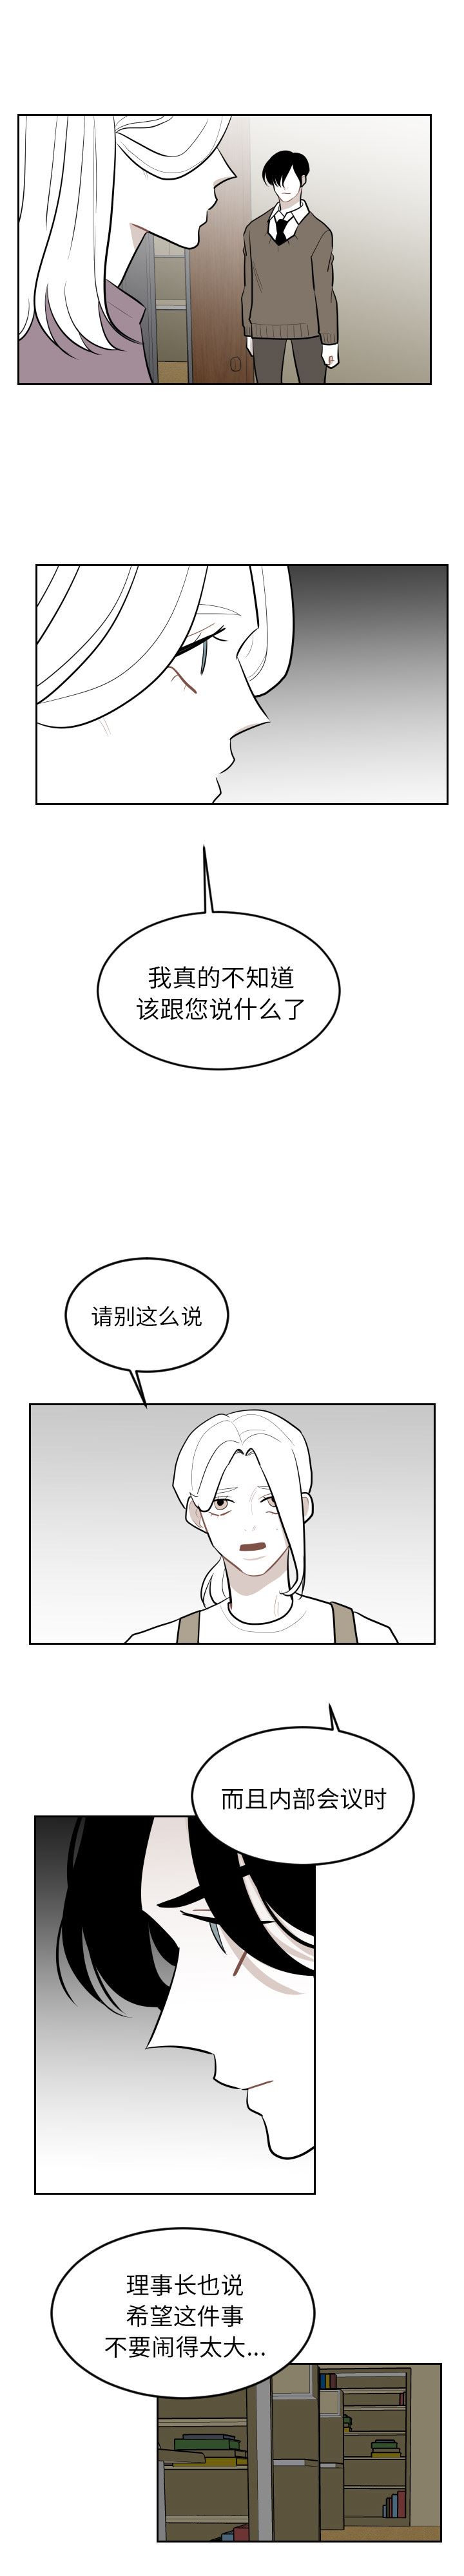 我真的不知道
该跟您说什么了
请别这么说
而且内部会议时
理事长也说
希望这件事
不要闹得太大…